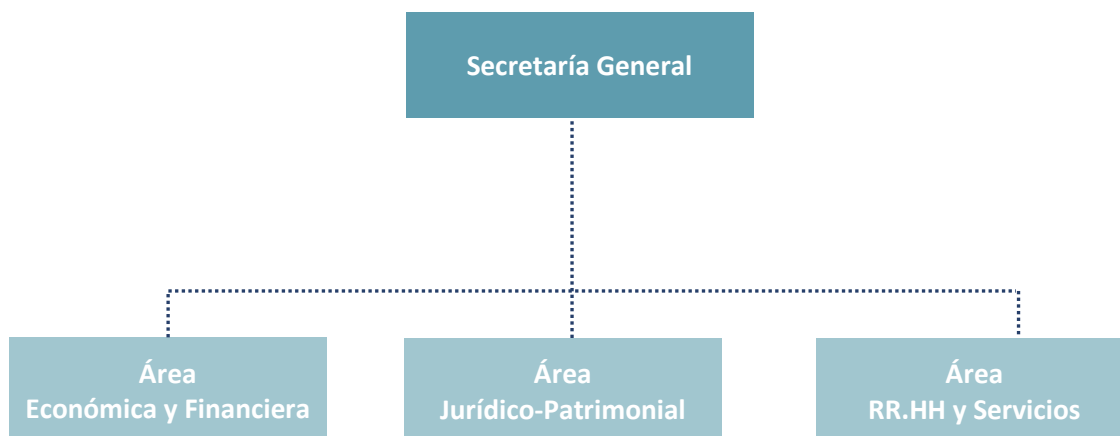 Secretaría General
Área
Económica y Financiera
Área
Jurídico-Patrimonial
Área
RR.HH y Servicios